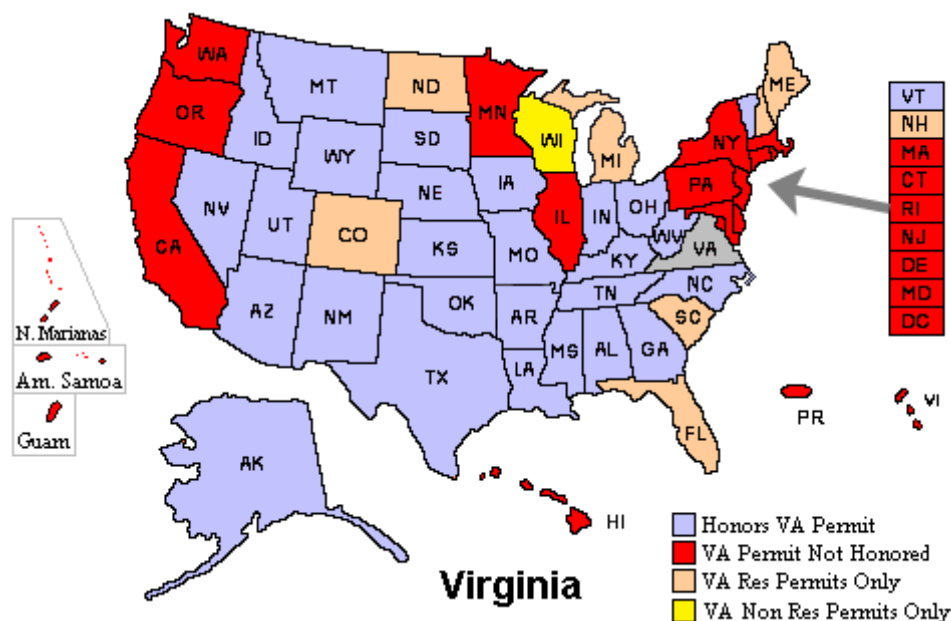 WA
MT
ND
MN
ME
OR
ID
WY
SD
WI
MI
NY
VT
NH
MA
CT
RI
NJ
DE
MD
DC
NV
UT
CO
NE
KS
IA
MO
IL
IN
OH
PA
WV
VA
KY
CA
AZ
NM
OK
AR
TN
NC
SC
TX
LA
MS
AL
GA
FL
N. Marianas
Am. Samoa
Guam
AK
HI
PR
VI
Honors VA Permit
VA Permit Not Honored
VA Res Permits Only
VA Non Res Permits Only
Virginia